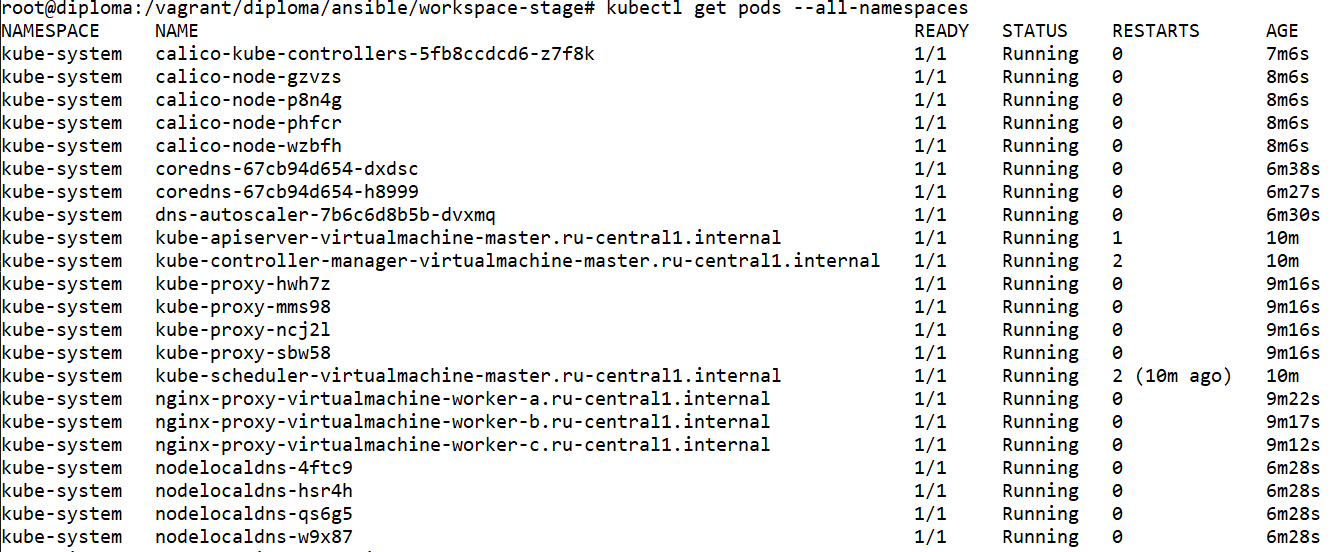 root@diploma:/vagrant/diploma/ansible/workspace-stage# kubectl get pods --all-namespaces
NAMESPACE NAME READY STATUS RESTARTS AGE
kube-system calico-kube-controllers-5fb8ccdcd6-z7f8k 1/1 Running 0 7m6s
kube-system calico-node-gzvzs 1/1 Running 0 8m6s
kube-system calico-node-p8n4g 1/1 Running 0 8m6s
kube-system calico-node-phfcr 1/1 Running 0 8m6s
kube-system calico-node-wzbfh 1/1 Running 0 8m6s
kube-system coredns-67cb94d654-dxdsc 1/1 Running 0 6m38s
kube-system coredns-67cb94d654-h8999 1/1 Running 0 6m27s
kube-system dns-autoscaler-7b6c6d8b5b-dvxmq 1/1 Running 0 6m30s
kube-system kube-apiserver-virtualmachine-master.ru-central1.internal 1/1 Running 1 10m
kube-system kube-controller-manager-virtualmachine-master.ru-central1.internal 1/1 Running 2 10m
kube-system kube-proxy-hwh7z 1/1 Running 0 9m16s
kube-system kube-proxy-mms98 1/1 Running 0 9m16s
kube-system kube-proxy-ncj2l 1/1 Running 0 9m16s
kube-system kube-proxy-sbw58 1/1 Running 0 9m16s
kube-system kube-scheduler-virtualmachine-master.ru-central1.internal 1/1 Running 2 (10m ago) 10m
kube-system nginx-proxy-virtualmachine-worker-a.ru-central1.internal 1/1 Running 0 9m22s
kube-system nginx-proxy-virtualmachine-worker-b.ru-central1.internal 1/1 Running 0 9m17s
kube-system nginx-proxy-virtualmachine-worker-c.ru-central1.internal 1/1 Running 0 9m12s
kube-system nodelocaldns-4ftc9 1/1 Running 0 6m28s
kube-system nodelocaldns-hsr4h 1/1 Running 0 6m28s
kube-system nodelocaldns-qs6g5 1/1 Running 0 6m28s
kube-system nodelocaldns-w9x87 1/1 Running 0 6m28s